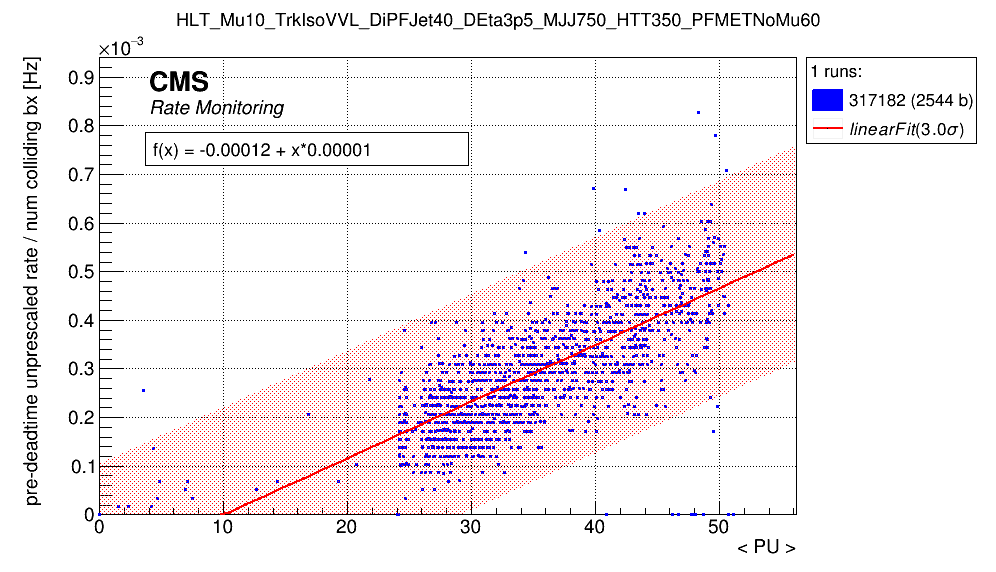 HLT_Mu10_TrkIsoVVL_DiPFJet40_DEta3p5_MJJ750_HTT350_PFMETNoMu60
×10⁻³
pre-deadtime unprescaled rate / num colliding bx [Hz]
CMS
Rate Monitoring
f(x) = -0.00012 + x*0.00001
1 runs:
317182 (2544 b)
linearFit(3.0σ)
0.9
0.8
0.7
0.6
0.5
0.4
0.3
0.2
0.1
0
0 10 20 30 40 50
< PU >